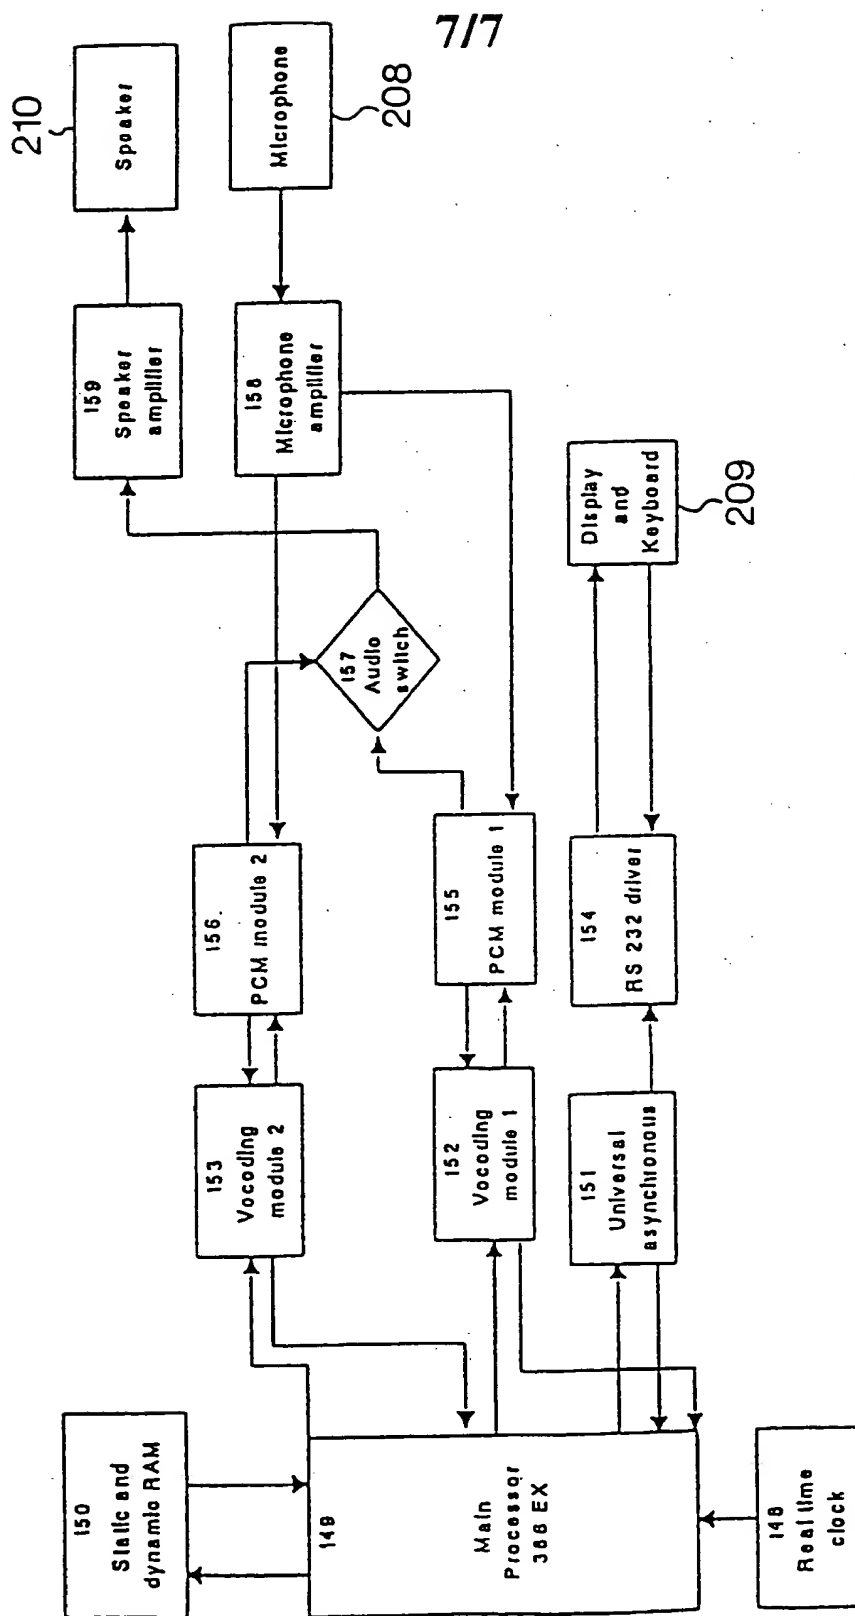 7/7
150
Static and
dynamic RAM
149
Main
Processor
386 EX
148
Real time
clock
153
Vocoding
module 2
156.
PCM module 2
152
Vocoding
module 1
155
PCM module 1
157
Audio
switch
159
Speaker
amplifier
Speaker
210
158
Microphone
amplifier
Microphone
208
151
Universal
asynchronous
154
RS 232 driver
Display
and
Keyboard
209